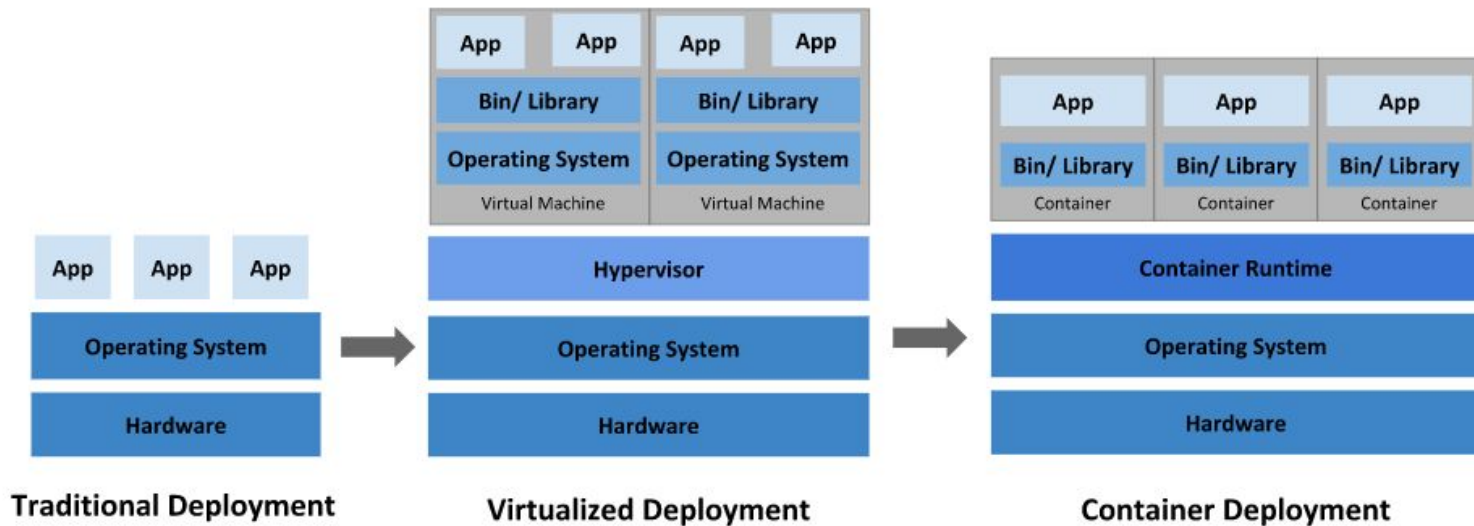 App App App
Operating System
Hardware
Traditional Deployment
App App App App
Bin/ Library Bin/ Library
Operating System Operating System
Virtual Machine Virtual Machine
Hypervisor
Operating System
Hardware
Virtualized Deployment
App App App
Bin/ Library Bin/ Library Bin/ Library
Container Container Container
Container Runtime
Operating System
Hardware
Container Deployment